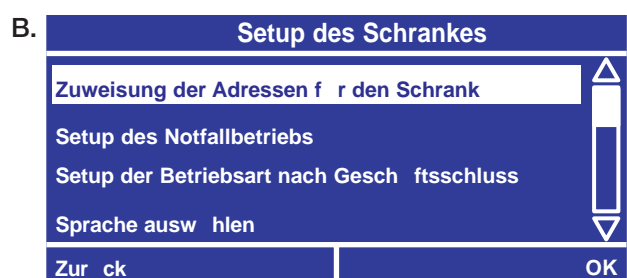 B.
Setup des Schrankes
Zuweisung der Adressen f r den Schrank
Setup des Notfallbetriebs
Setup der Betriebsart nach Gesch ftsschluss
Sprache ausw hlen
Zur ck OK